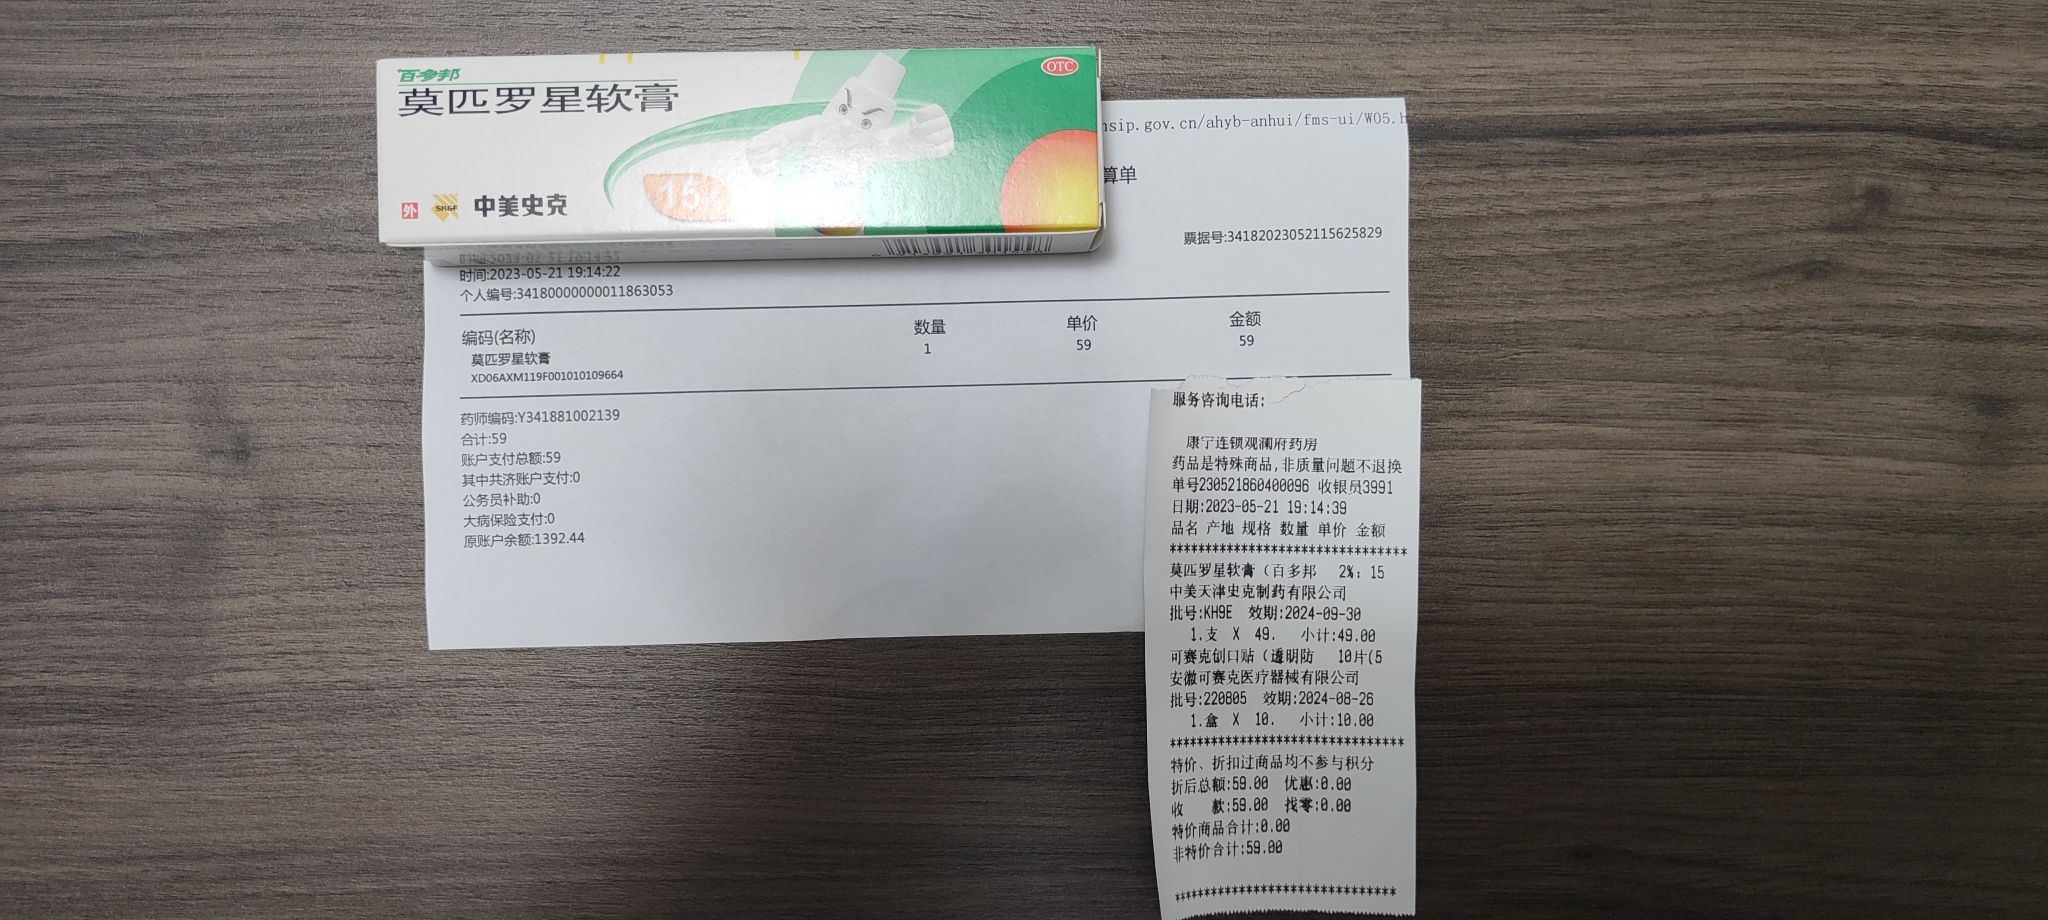 百多邦
莫匹罗星软膏
OTC
外
SK&F
中美史克
15
nsip.gov.cn/ahyb-anhui/fms-ui/W05.h
算单
票据号:34182023052115625829
时间:2023-05-21 19:14:22
个人编号:34180000000011863053
编码(名称) 数量 单价 金额
莫匹罗星软膏 1 59 59
XD06AXM119F001010109664
药师编码:Y341881002139
合计:59
账户支付总额:59
其中共济账户支付:0
公务员补助:0
大病保险支付:0
原账户余额:1392.44
服务咨询电话:
康宁连锁观澜府药房
药品是特殊商品,非质量问题不退换
单号230521860400096 收银员3991
日期:2023-05-21 19:14:39
品名 产地 规格 数量 单价 金额
******************************
莫匹罗星软膏(百多邦 2%: 15
中美天津史克制药有限公司
批号:KH9E 效期:2024-09-30
1.支 X 49. 小计:49.00
可赛克创口贴(透明防 10片(5
安徽可赛克医疗器械有限公司
批号:220805 效期:2024-08-26
1.盒 X 10. 小计:10.00
******************************
特价、折扣过商品均不参与积分
折后总额:59.00 优惠:0.00
收 款:59.00 找零:0.00
特价商品合计:0.00
非特价合计:59.00
****************************